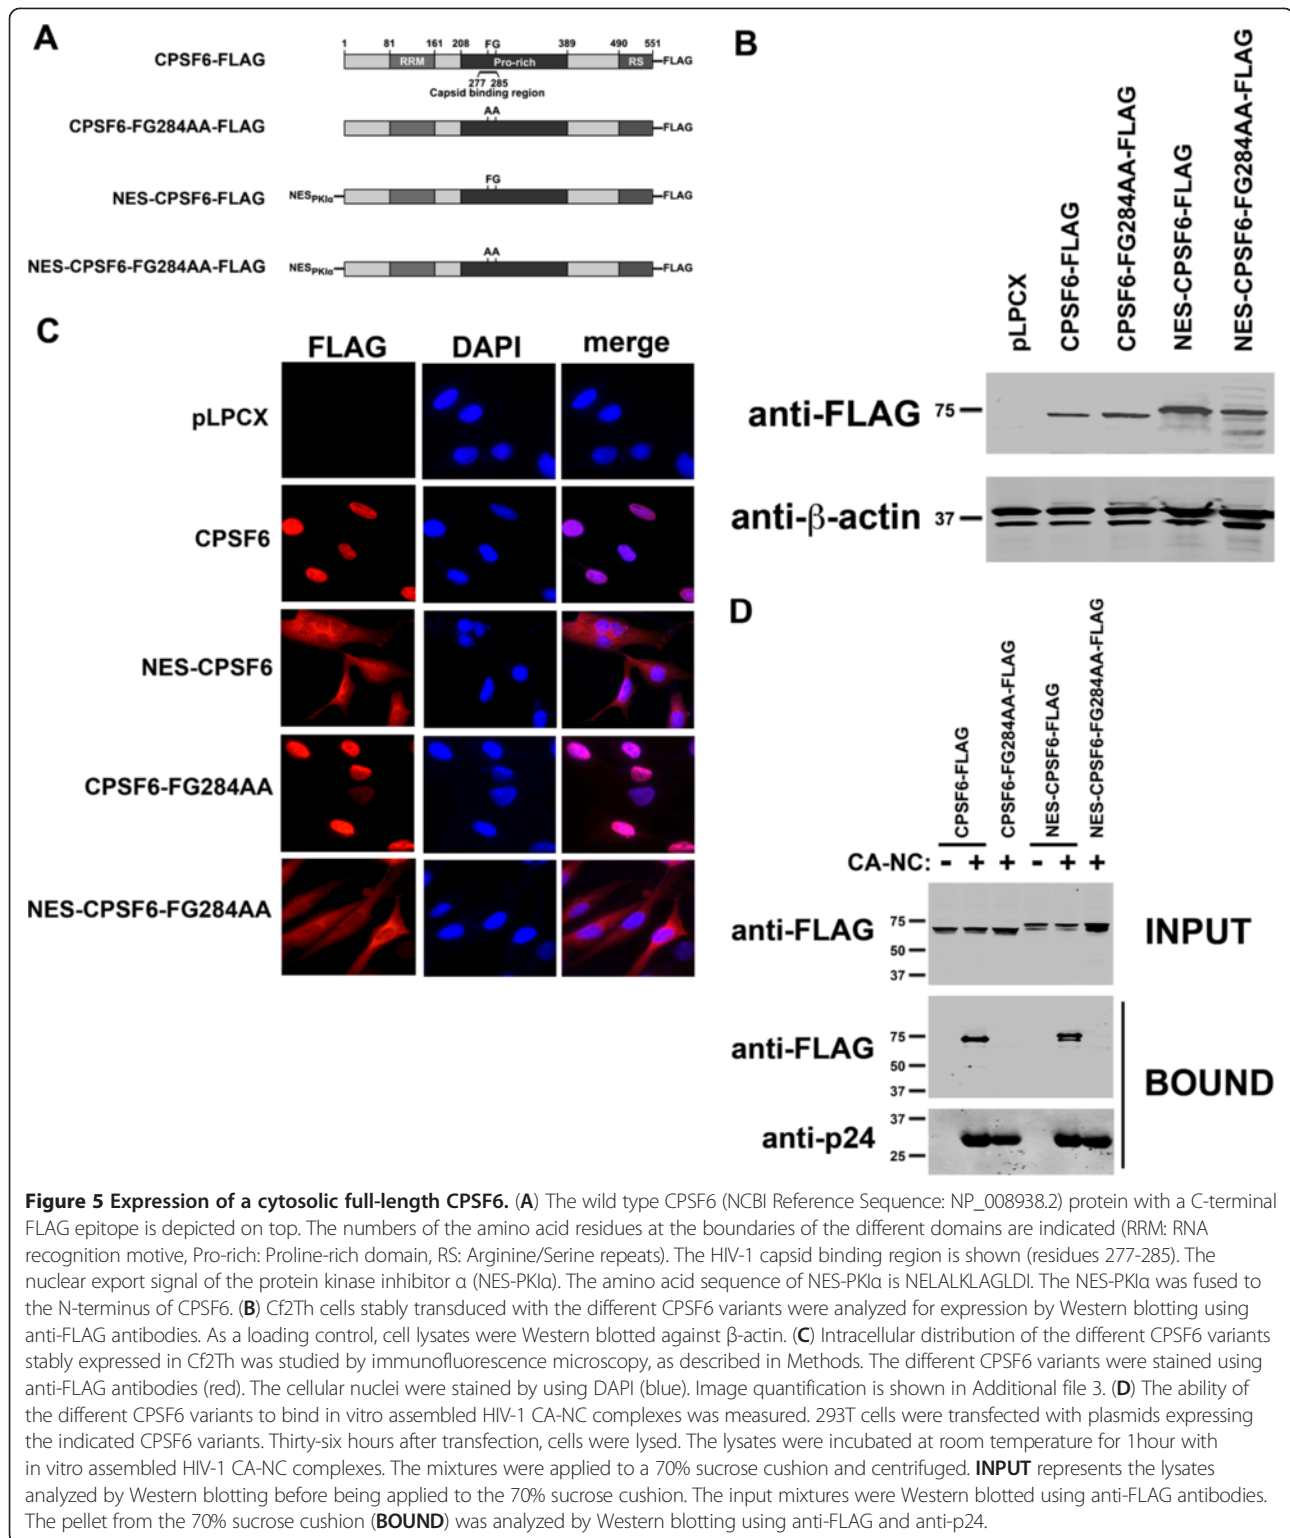 A
1 81 161 208 FG 389 490 551
CPSF6-FLAG
RRM Pro-rich RS FLAG
277 285
Capsid binding region
AA
CPSF6-FG284AA-FLAG
FLAG
FG
NES-CPSF6-FLAG
NESPKIα FLAG
AA
NES-CPSF6-FG284AA-FLAG
NESPKIα FLAG
B
pLPCX
CPSF6-FLAG
CPSF6-FG284AA-FLAG
NES-CPSF6-FLAG
NES-CPSF6-FG284AA-FLAG
anti-FLAG 75
anti-β-actin 37
C
FLAG DAPI merge
pLPCX
CPSF6
NES-CPSF6
CPSF6-FG284AA
NES-CPSF6-FG284AA
D
CPSF6-FLAG
CPSF6-FG284AA-FLAG
NES-CPSF6-FLAG
NES-CPSF6-FG284AA-FLAG
CA-NC: - + + - + +
anti-FLAG 75 50 37 INPUT
anti-FLAG 75 50 37
BOUND
anti-p24 37 25
Figure 5 Expression of a cytosolic full-length CPSF6. (A) The wild type CPSF6 (NCBI Reference Sequence: NP_008938.2) protein with a C-terminal
FLAG epitope is depicted on top. The numbers of the amino acid residues at the boundaries of the different domains are indicated (RRM: RNA
recognition motive, Pro-rich: Proline-rich domain, RS: Arginine/Serine repeats). The HIV-1 capsid binding region is shown (residues 277-285). The
nuclear export signal of the protein kinase inhibitor α (NES-PKIα). The amino acid sequence of NES-PKIα is NELALKLAGLDI. The NES-PKIα was fused to
the N-terminus of CPSF6. (B) Cf2Th cells stably transduced with the different CPSF6 variants were analyzed for expression by Western blotting using
anti-FLAG antibodies. As a loading control, cell lysates were Western blotted against β-actin. (C) Intracellular distribution of the different CPSF6 variants
stably expressed in Cf2Th was studied by immunofluorescence microscopy, as described in Methods. The different CPSF6 variants were stained using
anti-FLAG antibodies (red). The cellular nuclei were stained by using DAPI (blue). Image quantification is shown in Additional file 3. (D) The ability of
the different CPSF6 variants to bind in vitro assembled HIV-1 CA-NC complexes was measured. 293T cells were transfected with plasmids expressing
the indicated CPSF6 variants. Thirty-six hours after transfection, cells were lysed. The lysates were incubated at room temperature for 1hour with
in vitro assembled HIV-1 CA-NC complexes. The mixtures were applied to a 70% sucrose cushion and centrifuged. INPUT represents the lysates
analyzed by Western blotting before being applied to the 70% sucrose cushion. The input mixtures were Western blotted using anti-FLAG antibodies.
The pellet from the 70% sucrose cushion (BOUND) was analyzed by Western blotting using anti-FLAG and anti-p24.